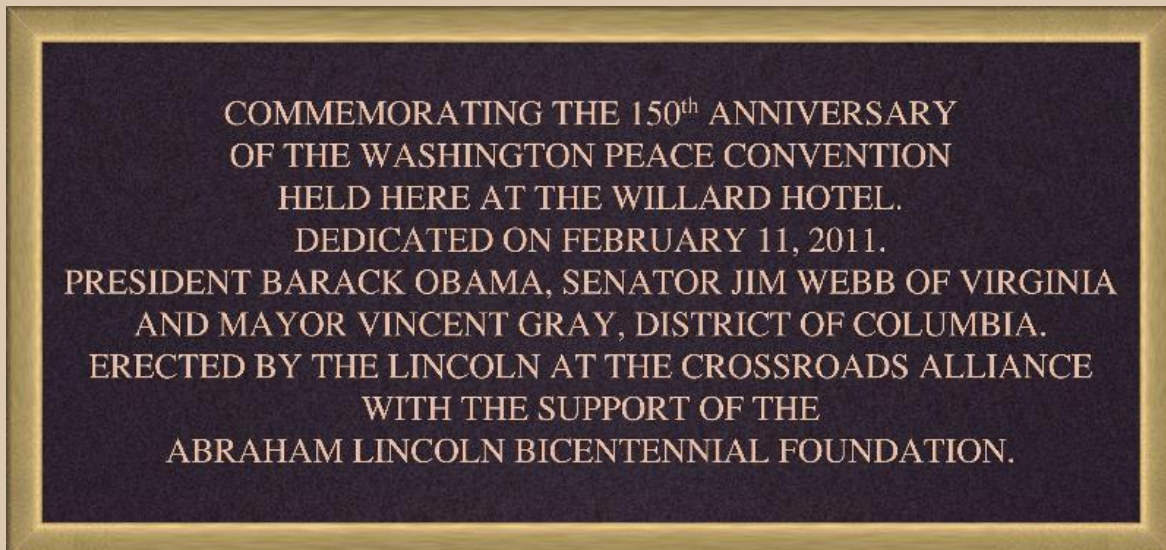 COMMEMORATING THE 150th ANNIVERSARY
OF THE WASHINGTON PEACE CONVENTION
HELD HERE AT THE WILLARD HOTEL.
DEDICATED ON FEBRUARY 11, 2011.
PRESIDENT BARACK OBAMA, SENATOR JIM WEBB OF VIRGINIA
AND MAYOR VINCENT GRAY, DISTRICT OF COLUMBIA.
ERECTED BY THE LINCOLN AT THE CROSSROADS ALLIANCE
WITH THE SUPPORT OF THE
ABRAHAM LINCOLN BICENTENNIAL FOUNDATION.